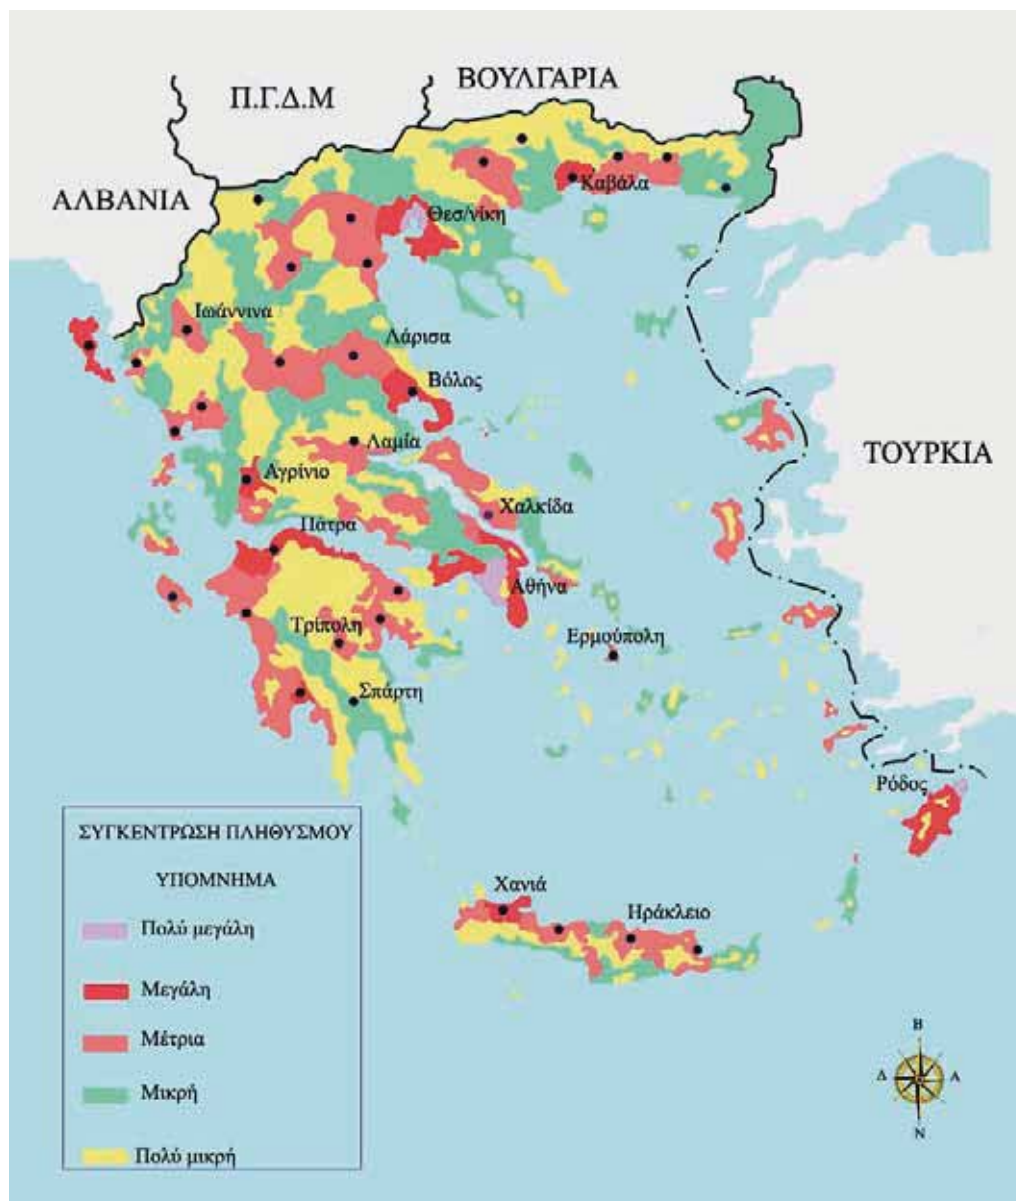 ΒΟΥΛΓΑΡΙΑ
Π.Γ.Δ.Μ
ΑΛΒΑΝΙΑ
Καβάλα
Θεσ/νίκη
Ιωάννινα
Λάρισα
Βόλος
Λαμία
ΤΟΥΡΚΙΑ
Αγρίνιο
Χαλκίδα
Πάτρα
Αθήνα
Τρίπολη
Ερμούπολη
Σπάρτη
Ρόδος
ΣΥΓΚΕΝΤΡΩΣΗ ΠΛΗΘΥΣΜΟΥ
ΥΠΟΜΝΗΜΑ
Πολύ μεγάλη
Μεγάλη
Μέτρια
Μικρή
Πολύ μικρή
Χανιά
Ηράκλειο
Β
Δ
Α
Ν